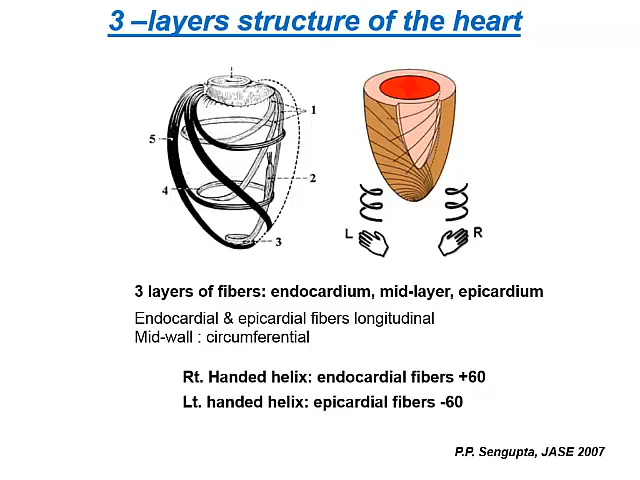 3 –layers structure of the heart
1
5
2
4
3
L
R
3 layers of fibers: endocardium, mid-layer, epicardium
Endocardial & epicardial fibers longitudinal
Mid-wall : circumferential
Rt. Handed helix: endocardial fibers +60
Lt. handed helix: epicardial fibers -60
P.P. Sengupta, JASE 2007